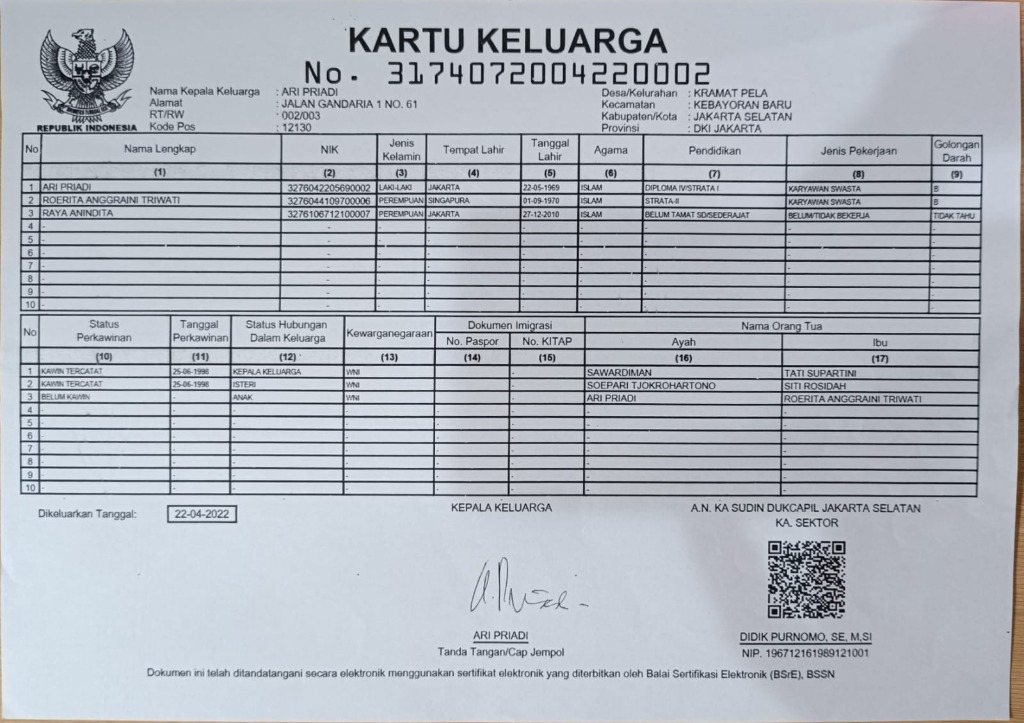 KARTU KELUARGA
No. 3174072004220002
REPUBLIK INDONESIA
Nama Kepala Keluarga : ARI PRIADI
Alamat : JALAN GANDARIA 1 NO. 61
RT/RW : 002/003
Kode Pos : 12130
Desa/Kelurahan : KRAMAT PELA
Kecamatan : KEBAYORAN BARU
Kabupaten/Kota : JAKARTA SELATAN
Provinsi : DKI JAKARTA
No Nama Lengkap NIK Jenis Kelamin Tempat Lahir Tanggal Lahir Agama Pendidikan Jenis Pekerjaan Golongan Darah
(1) (2) (3) (4) (5) (6) (7) (8) (9)
1 ARI PRIADI 3276042205690002 LAKI-LAKI JAKARTA 22-05-1969 ISLAM DIPLOMA IV/STRATA I KARYAWAN SWASTA B
2 ROERITA ANGGRAINI TRIWATI 3276044109700006 PEREMPUAN SINGAPURA 01-09-1970 ISLAM STRATA-II KARYAWAN SWASTA B
3 RAYA ANINDITA 3276106712100007 PEREMPUAN JAKARTA 27-12-2010 ISLAM BELUM TAMAT SD/SEDERAJAT BELUM/TIDAK BEKERJA TIDAK TAHU
4 - - - - - - - - -
5 - - - - - - - - -
6 - - - - - - - - -
7 - - - - - - - - -
8 - - - - - - - - -
9 - - - - - - - - -
10 - - - - - - - - -
No Status Perkawinan Tanggal Perkawinan Status Hubungan Dalam Keluarga Kewarganegaraan Dokumen Imigrasi Nama Orang Tua
No. Paspor No. KITAP Ayah Ibu
(10) (11) (12) (13) (14) (15) (16) (17)
1 KAWIN TERCATAT 25-06-1998 KEPALA KELUARGA WNI - - SAWARDIMAN TATI SUPARTINI
2 KAWIN TERCATAT 25-06-1998 ISTERI WNI - - SOEPARI TJOKROHARTONO SITI ROSIDAH
3 BELUM KAWIN - ANAK WNI - - ARI PRIADI ROERITA ANGGRAINI TRIWATI
4 - - - - - - - -
5 - - - - - - - -
6 - - - - - - - -
7 - - - - - - - -
8 - - - - - - - -
9 - - - - - - - -
10 - - - - - - - -
Dikeluarkan Tanggal: 22-04-2022
KEPALA KELUARGA
A.N. KA SUDIN DUKCAPIL JAKARTA SELATAN
KA. SEKTOR
ARI PRIADI
Tanda Tangan/Cap Jempol
DIDIK PURNOMO, SE, M,SI
NIP. 196712161989121001
Dokumen ini telah ditandatangani secara elektronik menggunakan sertifikat elektronik yang diterbitkan oleh Balai Sertifikasi Elektronik (BSrE), BSSN